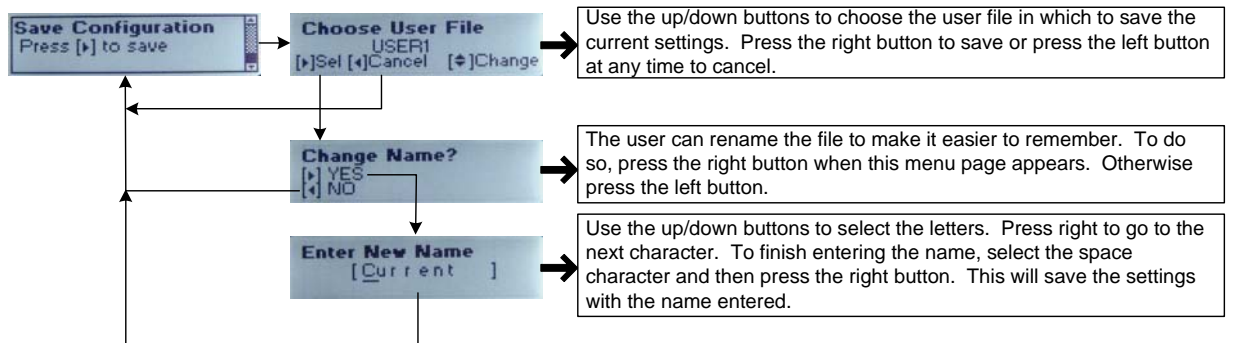 Save Configuration
Press [▸] to save
Choose User File
USER1
[▸]Sel [◂]Cancel [♦]Change
Use the up/down buttons to choose the user file in which to save the
current settings. Press the right button to save or press the left button
at any time to cancel.
Change Name?
[▸] YES
[◂] NO
The user can rename the file to make it easier to remember. To do
so, press the right button when this menu page appears. Otherwise
press the left button.
Enter New Name
[Current ]
Use the up/down buttons to select the letters. Press right to go to the
next character. To finish entering the name, select the space
character and then press the right button. This will save the settings
with the name entered.